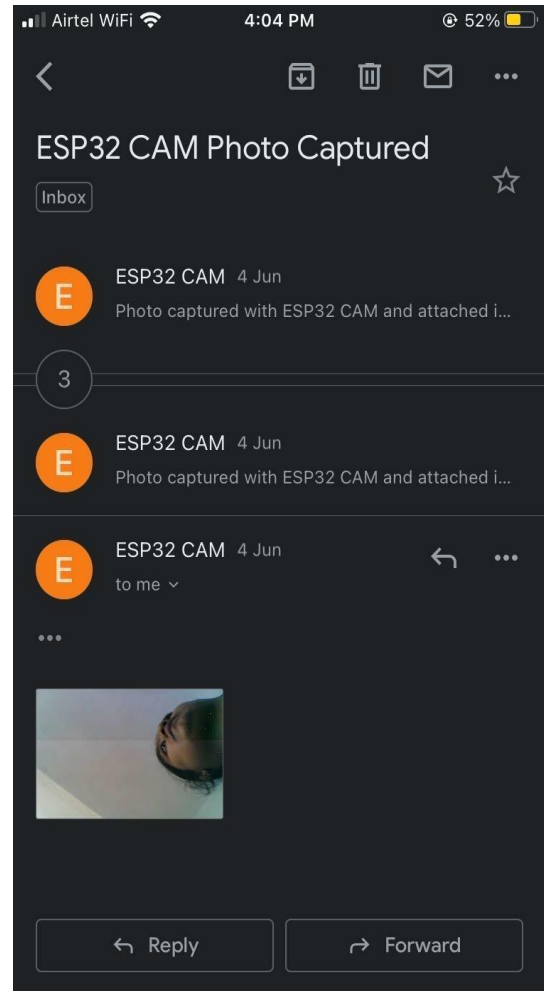 Airtel WiFi 4:04 PM 52%
ESP32 CAM Photo Captured
Inbox
E
ESP32 CAM 4 Jun
Photo captured with ESP32 CAM and attached i...
3
E
ESP32 CAM 4 Jun
Photo captured with ESP32 CAM and attached i...
E
ESP32 CAM 4 Jun
to me
Reply Forward